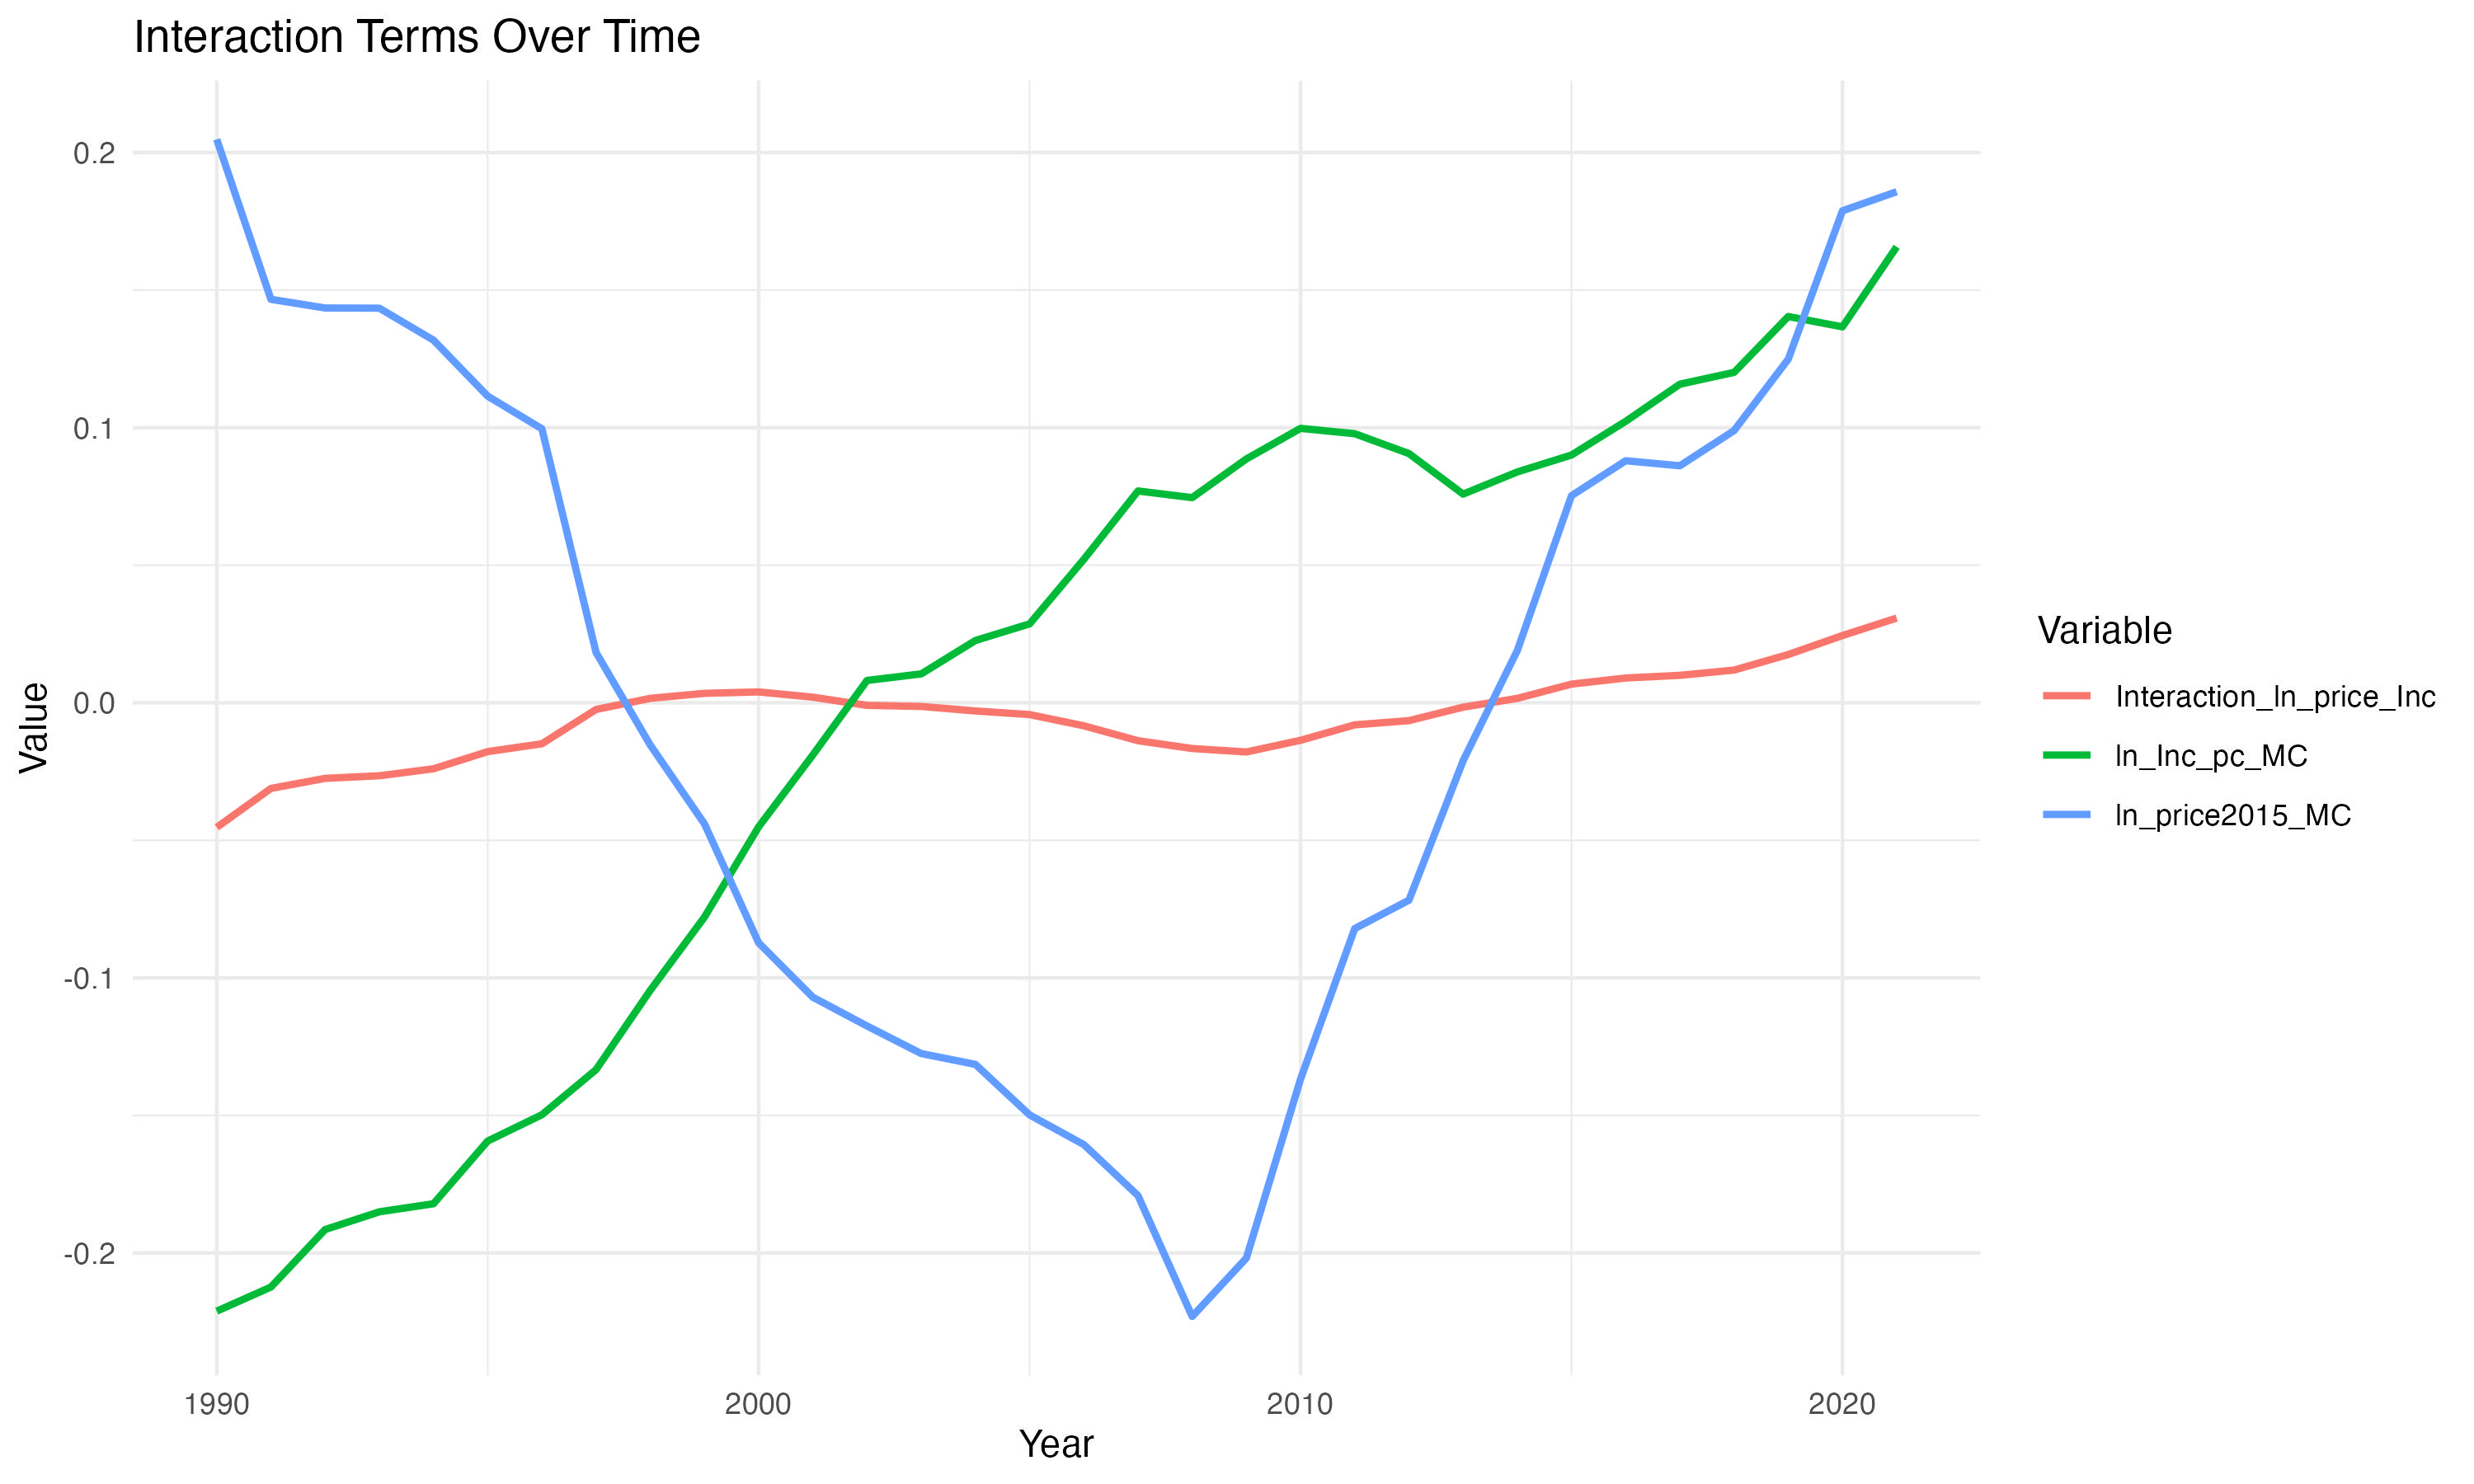 Interaction Terms Over Time
0.2
0.1
0.0
-0.1
-0.2
Value
1990 2000 2010 2020
Year
Variable
Interaction_ln_price_Inc
ln_Inc_pc_MC
ln_price2015_MC